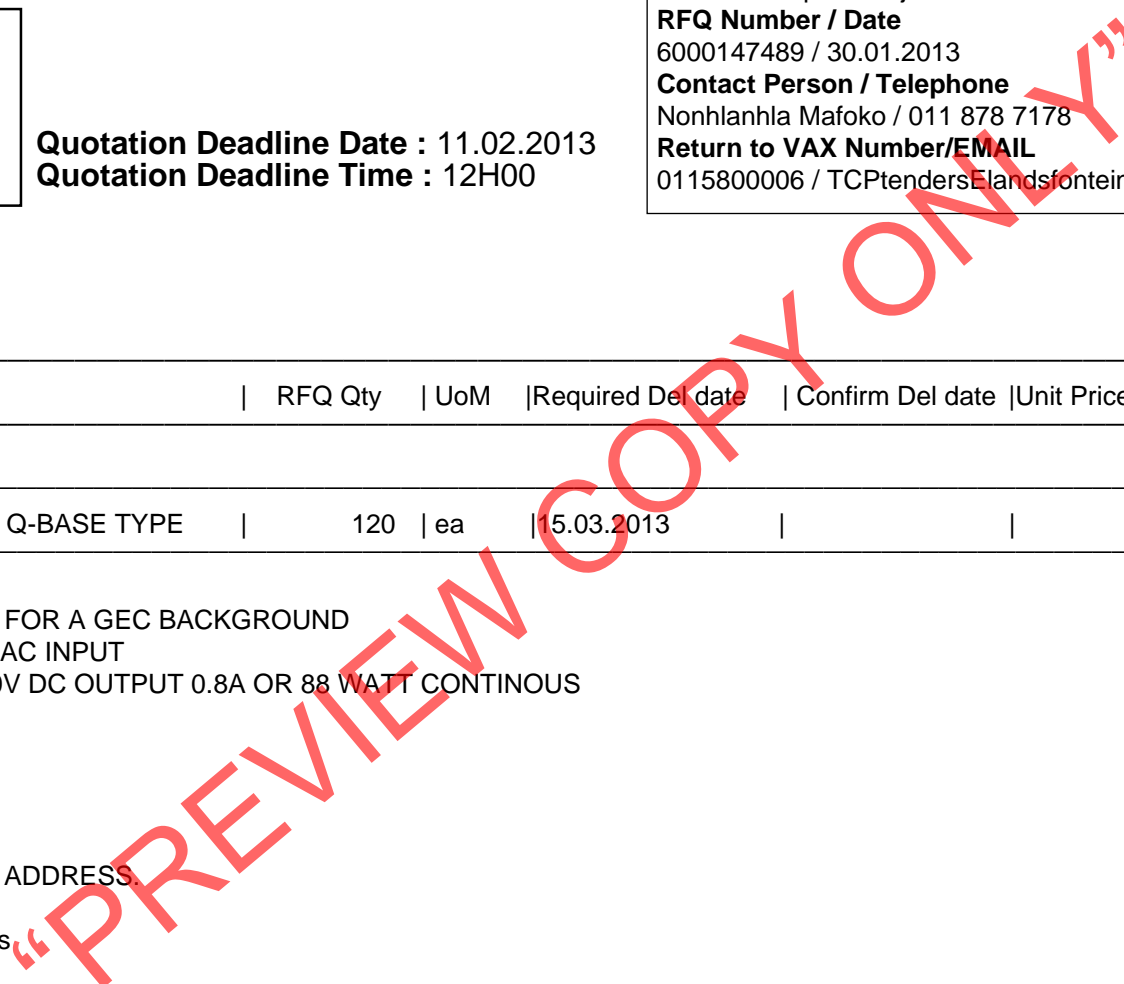 RFQ Number / Date
6000147489 / 30.01.2013
Contact Person / Telephone
Nonhlanhla Mafoko / 011 878 7178
Return to VAX Number/EMAIL
0115800006 / TCPtendersElandsfontein
Quotation Deadline Date : 11.02.2013
Quotation Deadline Time : 12H00
| RFQ Qty | UoM |Required Del date | Confirm Del date |Unit Price
Q-BASE TYPE | 120 | ea |15.03.2013 | |
FOR A GEC BACKGROUND
AC INPUT
V DC OUTPUT 0.8A OR 88 WATT CONTINOUS
ADDRESS.
s
“PREVIEW COPY ONLY”